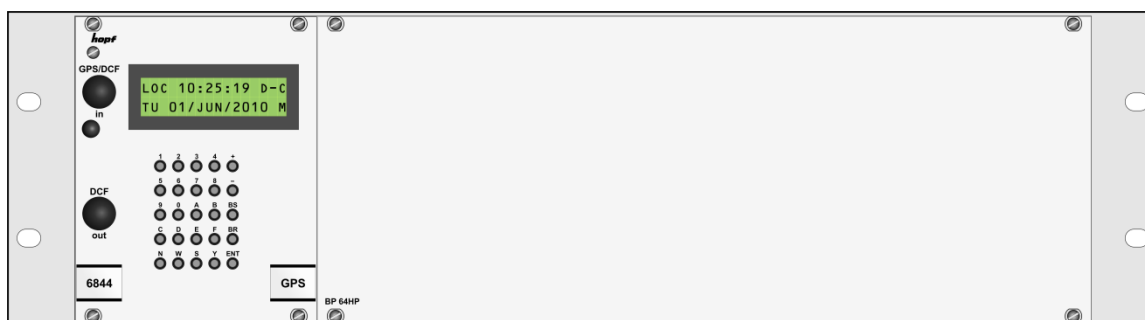 hopf
GPS/DCF
in
LOC 10:25:19 D-C
TU 01/JUN/2010 M
1 2 3 4 +
5 6 7 8 –
DCF
out
9 0 A B BS
C D E F BR
N W S Y ENT
6844
GPS
BP 64HP